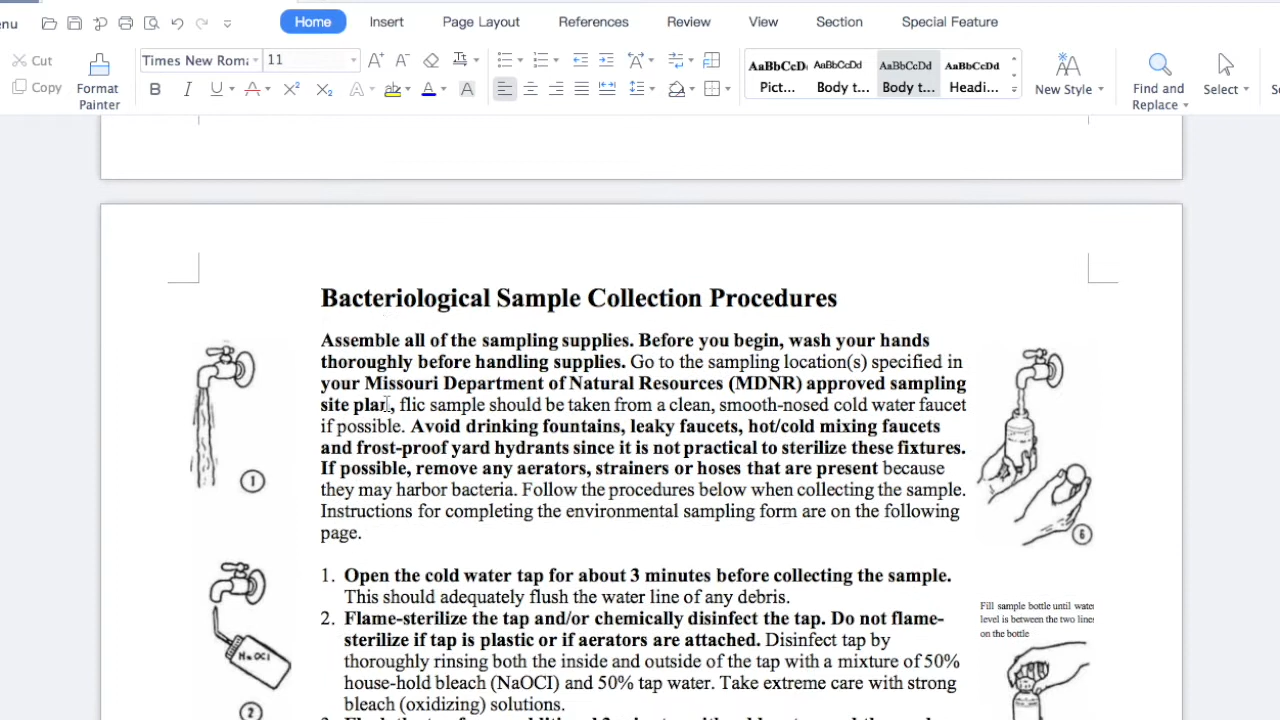 enu
Home Insert Page Layout References Review View Section Special Feature
Cut Copy Format Painter
Times New Roma 11
AaBbCcD Pict... AaBbCcDd Body t... AaBbCcDd Body t... AaBbCcDd Headi...
New Style Find and Replace Select
Bacteriological Sample Collection Procedures
Assemble all of the sampling supplies. Before you begin, wash your hands
thoroughly before handling supplies. Go to the sampling location(s) specified in
your Missouri Department of Natural Resources (MDNR) approved sampling
site plan, flic sample should be taken from a clean, smooth-nosed cold water faucet
if possible. Avoid drinking fountains, leaky faucets, hot/cold mixing faucets
and frost-proof yard hydrants since it is not practical to sterilize these fixtures.
If possible, remove any aerators, strainers or hoses that are present because
they may harbor bacteria. Follow the procedures below when collecting the sample.
Instructions for completing the environmental sampling form are on the following
page.
1. Open the cold water tap for about 3 minutes before collecting the sample.
This should adequately flush the water line of any debris.
2. Flame-sterilize the tap and/or chemically disinfect the tap. Do not flame-
sterilize if tap is plastic or if aerators are attached. Disinfect tap by
thoroughly rinsing both the inside and outside of the tap with a mixture of 50%
house-hold bleach (NaOCI) and 50% tap water. Take extreme care with strong
bleach (oxidizing) solutions.
1
NaOCl
2
6
Fill sample bottle until water
level is between the two lines
on the bottle